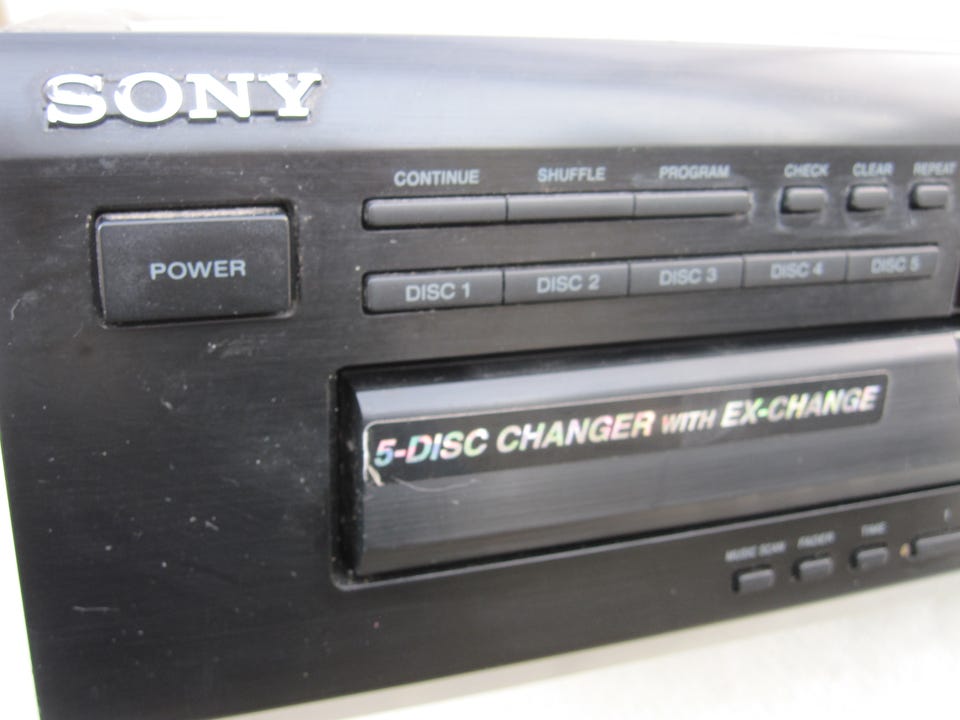 SONY
CONTINUE SHUFFLE PROGRAM CHECK CLEAR REPEAT
POWER
DISC 1 DISC 2 DISC 3 DISC 4 DISC 5
5-DISC CHANGER WITH EX-CHANGE
MUSIC SCAN FADER TIME